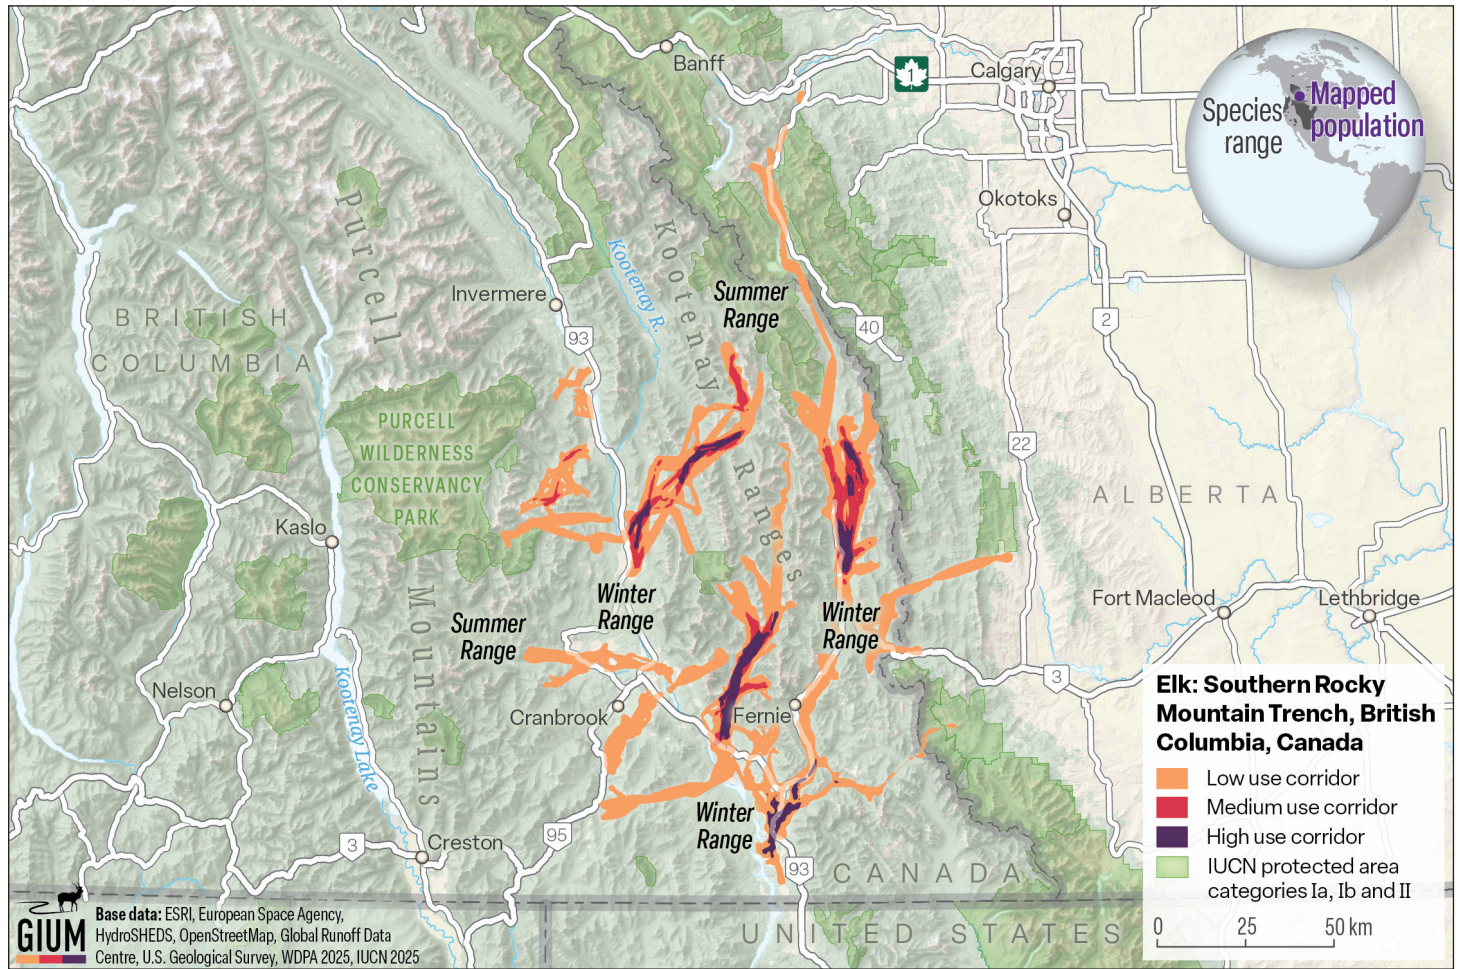 Banff
1
Calgary
Species
range
Mapped
population
Okotoks
Purcell
Kootenay
Kootenay R.
Invermere
Summer
Range
BRITISH
COLUMBIA
93
40
2
PURCELL
WILDERNESS
CONSERVANCY
PARK
22
ALBERTA
Ranges
Kaslo
Mountains
Winter
Range
Winter
Range
Summer
Range
Fort Macleod
Lethbridge
3
Nelson
Cranbrook
Fernie
Kootenay Lake
Elk: Southern Rocky
Mountain Trench, British
Columbia, Canada
Low use corridor
Medium use corridor
High use corridor
IUCN protected area
categories Ia, Ib and II
0 25 50 km
Winter
Range
95
3
Creston
93
CANADA
UNITED STATES
GIUM
Base data: ESRI, European Space Agency,
HydroSHEDS, OpenStreetMap, Global Runoff Data
Centre, U.S. Geological Survey, WDPA 2025, IUCN 2025